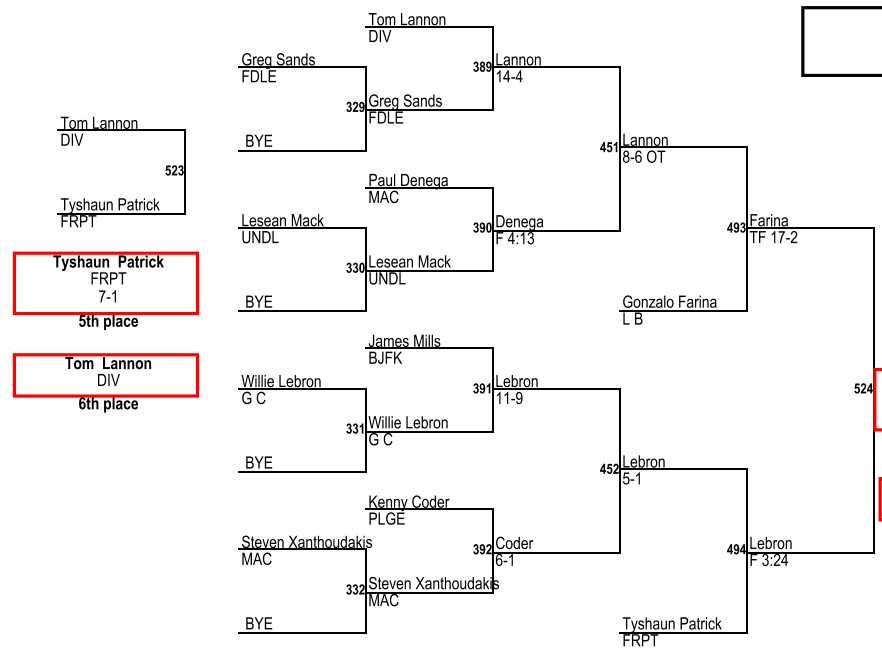 Tom Lannon
DIV
Greg Sands
FDLE
389
Lannon
14-4
329
Greg Sands
FDLE
BYE
Tom Lannon
DIV
523
Tyshaun Patrick
FRPT
451
Lannon
8-6 OT
Paul Denega
MAC
Lesean Mack
UNDL
390
Denega
F 4:13
330
Lesean Mack
UNDL
BYE
493
Farina
TF 17-2
Gonzalo Farina
L B
Tyshaun Patrick
FRPT
7-1
5th place
Tom Lannon
DIV
6th place
James Mills
BJFK
Willie Lebron
G C
391
Lebron
11-9
331
Willie Lebron
G C
BYE
524
452
Lebron
5-1
Kenny Coder
PLGE
Steven Xanthoudakis
MAC
392
Coder
6-1
332
Steven Xanthoudakis
MAC
BYE
494
Lebron
F 3:24
Tyshaun Patrick
FRPT